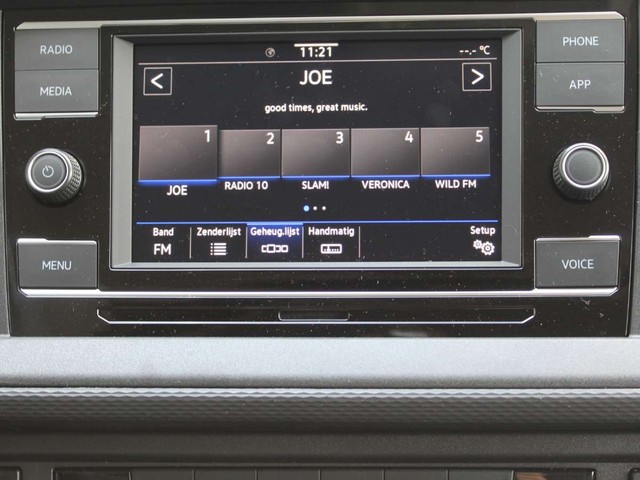 RADIO
MEDIA
MENU
PHONE
APP
VOICE
11:21
--.- °C
<
JOE
>
good times, great music.
1 2 3 4 5
JOE RADIO 10 SLAM! VERONICA WILD FM
Band Zenderlijst Geheug.lijst Handmatig Setup
FM